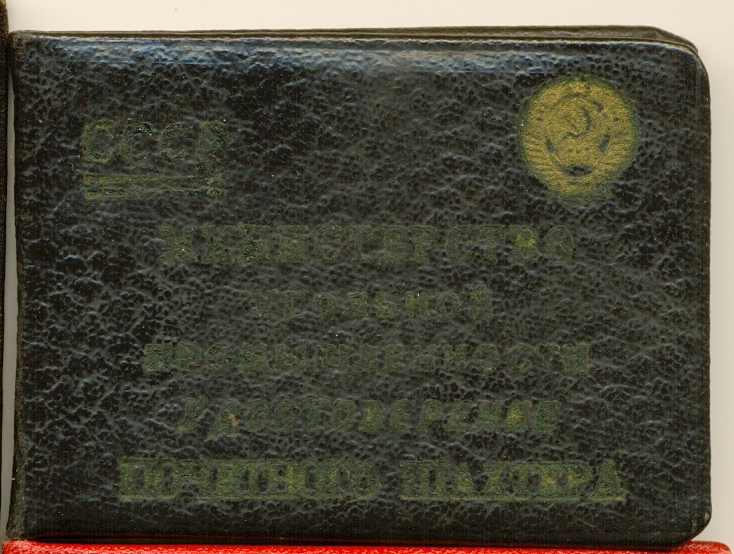 СССР
МИНИСТЕРСТВО
УГОЛЬНОЙ
ПРОМЫШЛЕННОСТИ
УДОСТОВЕРЕНИЕ
ПОЧЕТНОГО ШАХТЕРА